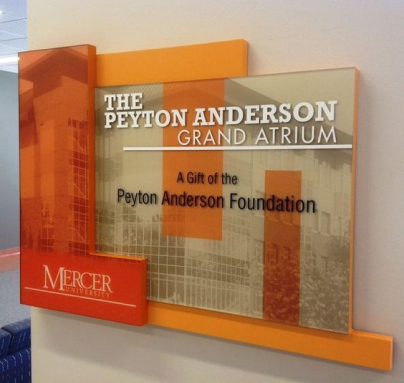 THE
PEYTON ANDERSON
GRAND ATRIUM
A Gift of the
Peyton Anderson Foundation
MERCER
UNIVERSITY